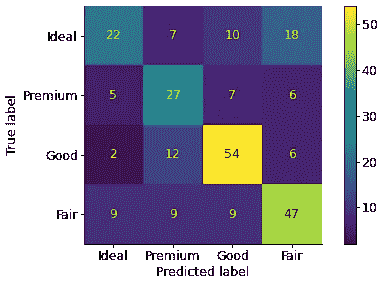 Ideal 22 7 10 18
Premium 5 27 7 6
Good 2 12 54 6
Fair 9 9 9 47
Ideal Premium Good Fair
Predicted label
True label
60
50
40
30
20
10